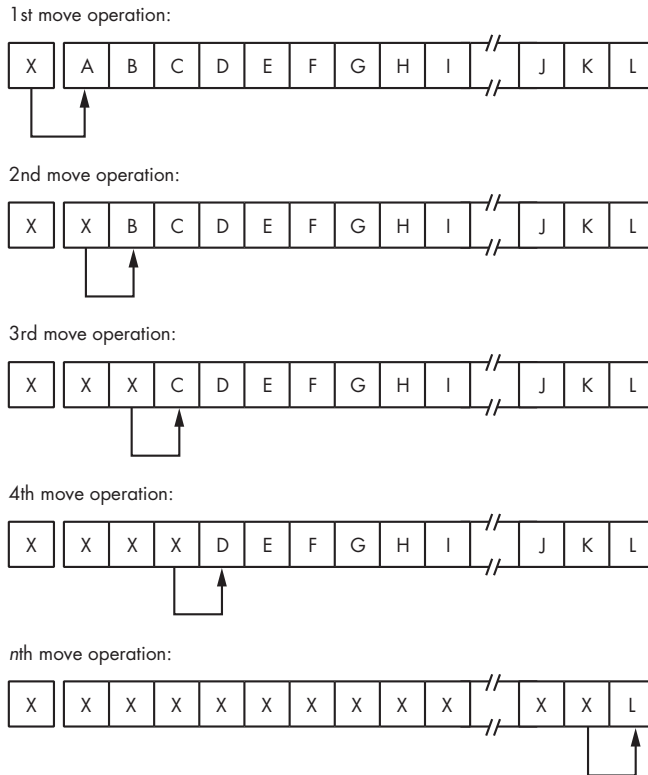 1st move operation:
X A B C D E F G H I // J K L
2nd move operation:
X X B C D E F G H I // J K L
3rd move operation:
X X X C D E F G H I // J K L
4th move operation:
X X X X D E F G H I // J K L
nth move operation:
X X X X X X X X X X // X X L